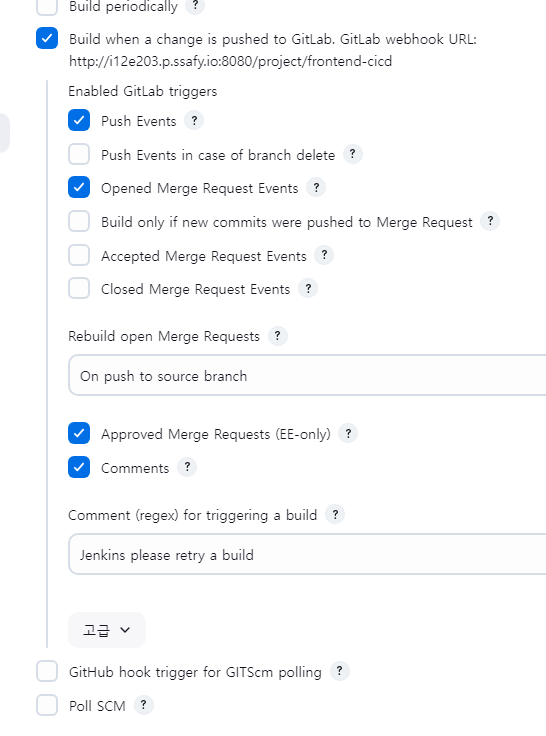 Build periodically ?
Build when a change is pushed to GitLab. GitLab webhook URL:
http://i12e203.p.ssafy.io:8080/project/frontend-cicd
Enabled GitLab triggers
Push Events ?
Push Events in case of branch delete ?
Opened Merge Request Events ?
Build only if new commits were pushed to Merge Request ?
Accepted Merge Request Events ?
Closed Merge Request Events ?
Rebuild open Merge Requests ?
On push to source branch
Approved Merge Requests (EE-only) ?
Comments ?
Comment (regex) for triggering a build ?
Jenkins please retry a build
고급
GitHub hook trigger for GITScm polling ?
Poll SCM ?